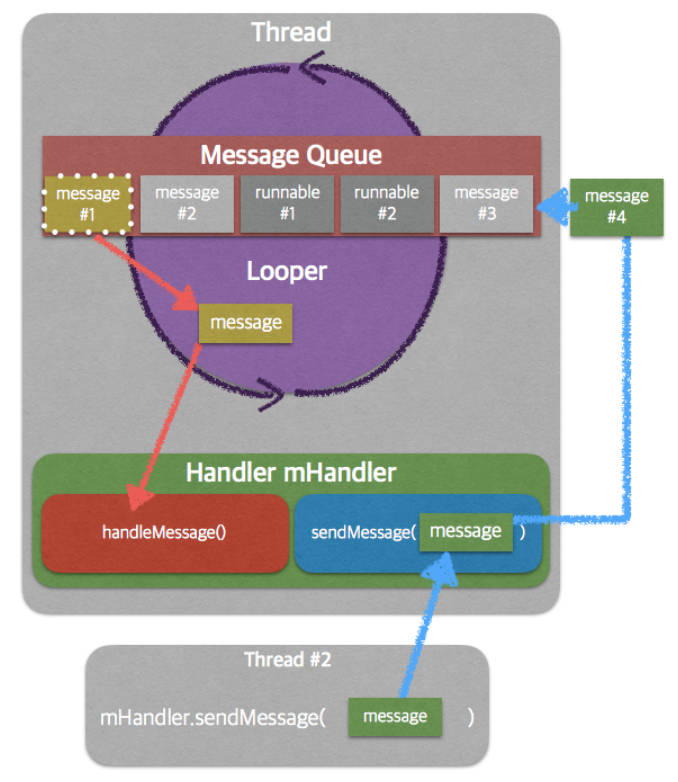 Thread
Message Queue
message
#1
message
#2
runnable
#1
runnable
#2
message
#3
message
#4
Looper
message
Handler mHandler
handleMessage()
sendMessage( message )
Thread #2
mHandler.sendMessage( message )